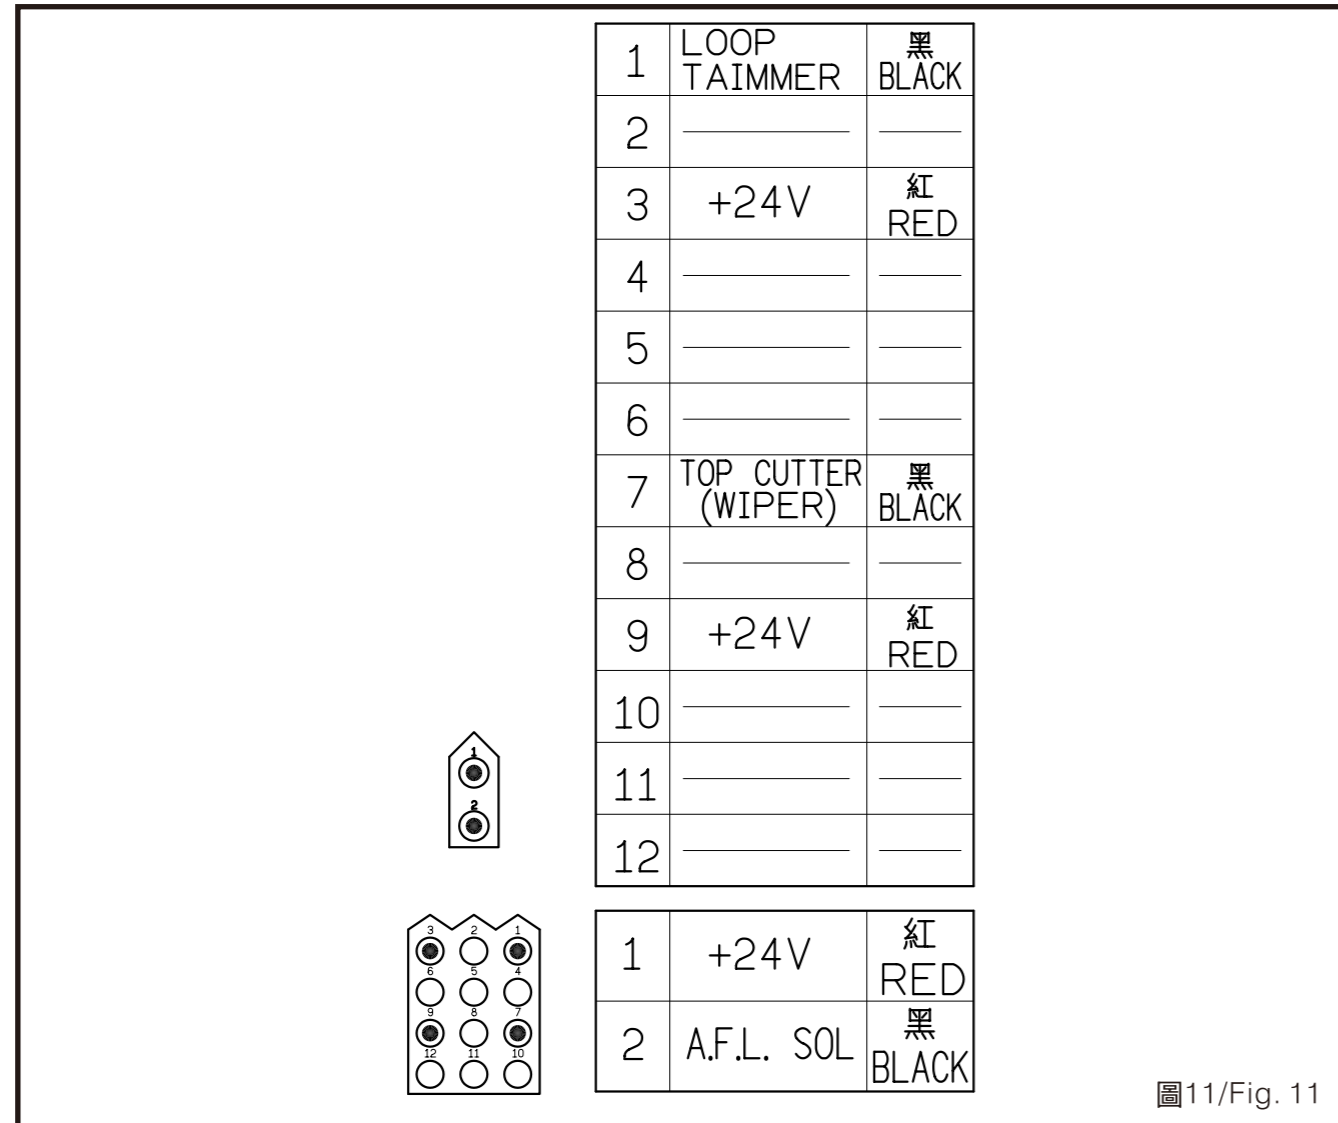 1 LOOP TAIMMER 黑 BLACK
2
3 +24V 紅 RED
4
5
6
7 TOP CUTTER (WIPER) 黑 BLACK
8
9 +24V 紅 RED
10
11
12
1
2
3 2 1
6 5 4
9 8 7
12 11 10
1 +24V 紅 RED
2 A.F.L. SOL 黑 BLACK
圖11/Fig. 11